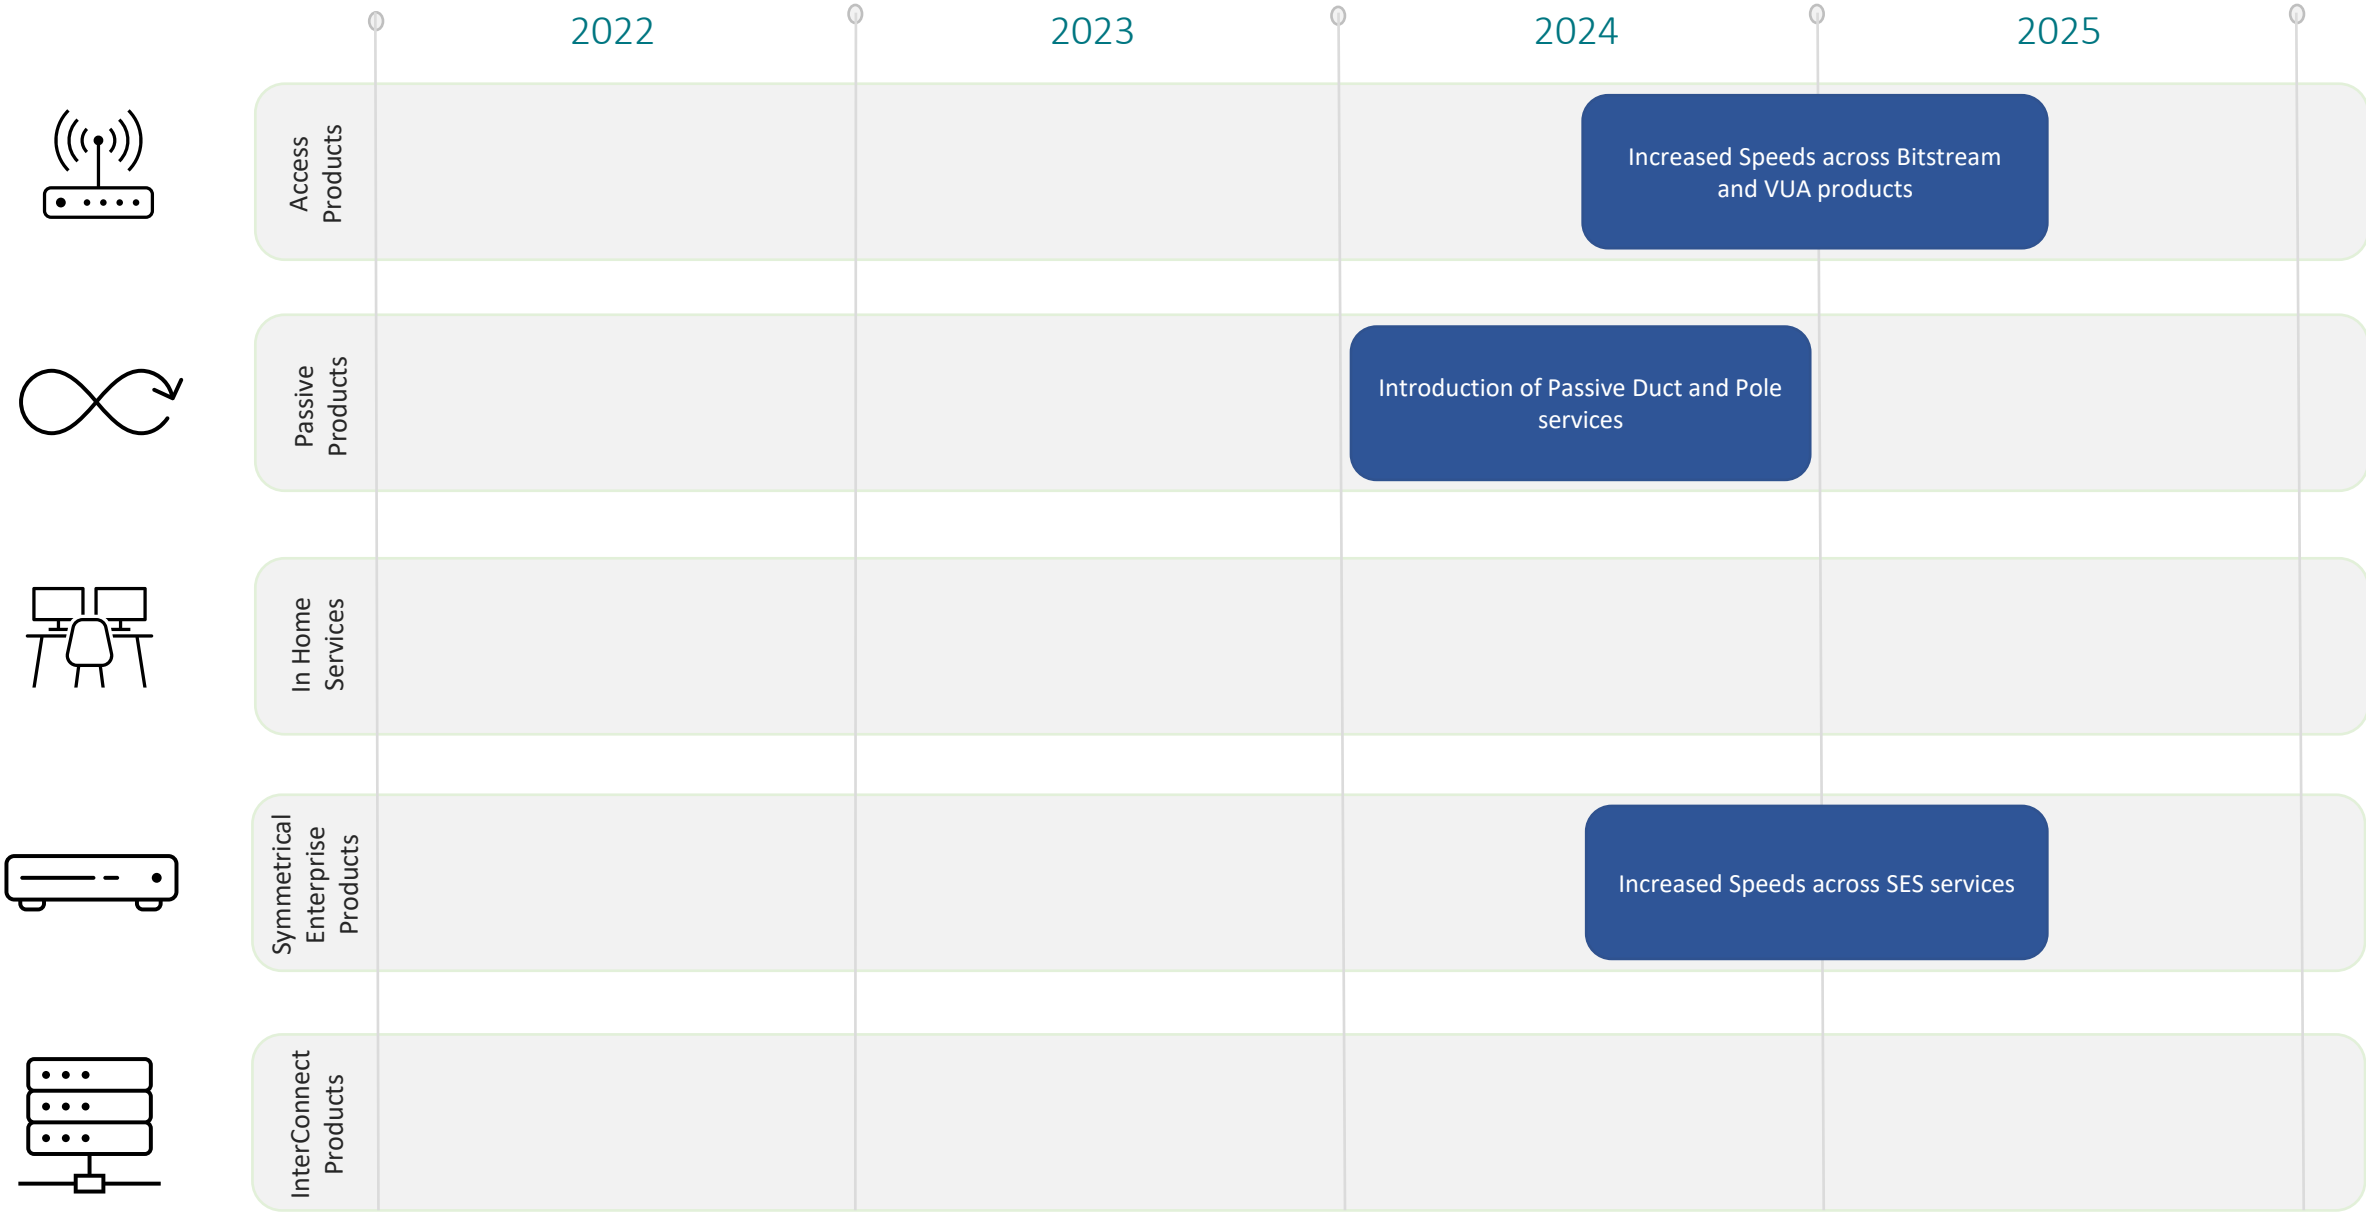 2022
2023
2024
2025
Access
Products
Increased Speeds across Bitstream
and VUA products
Passive
Products
Introduction of Passive Duct and Pole
services
In Home
Services
Symmetrical
Enterprise
Products
Increased Speeds across SES services
InterConnect
Products